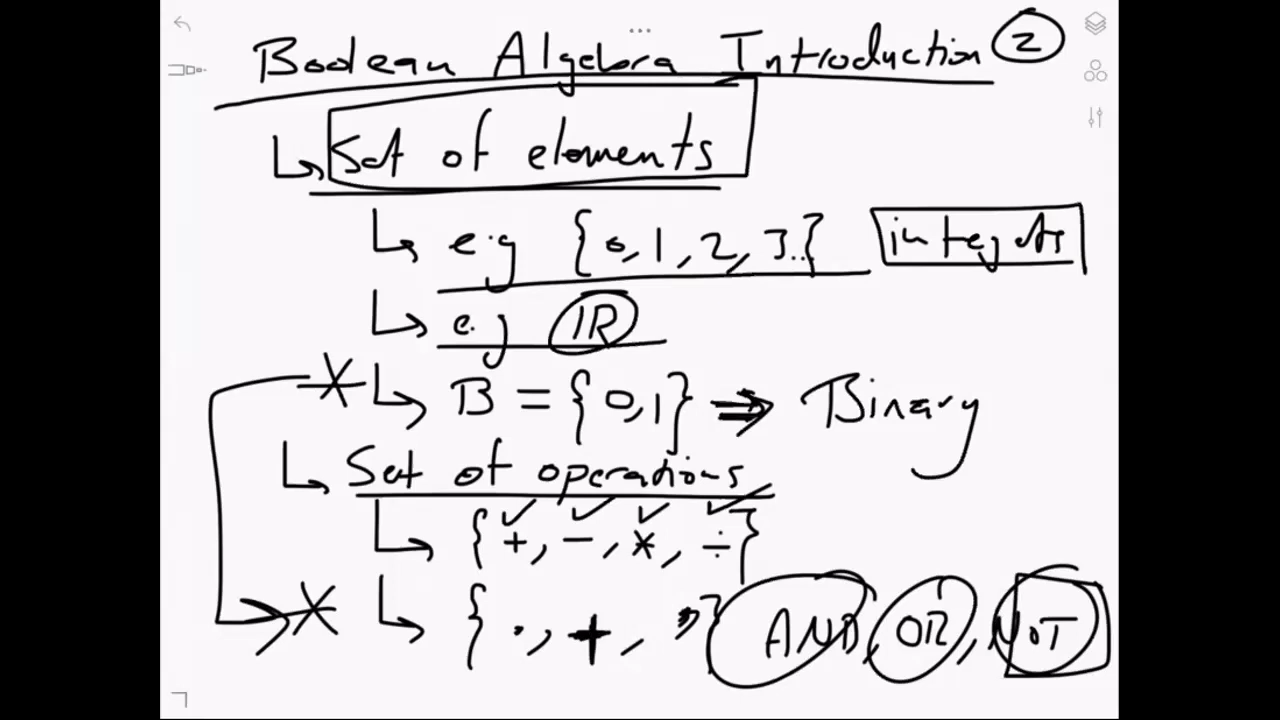 Boolean Algebra Introduction 2
Set of elements
e.g {0, 1, 2, 3..} integers
e.g IR
* B = {0,1} ⇒ Binary
Set of operations
{+, -, *, ÷}
* {·, +, '} AND, OR, NOT